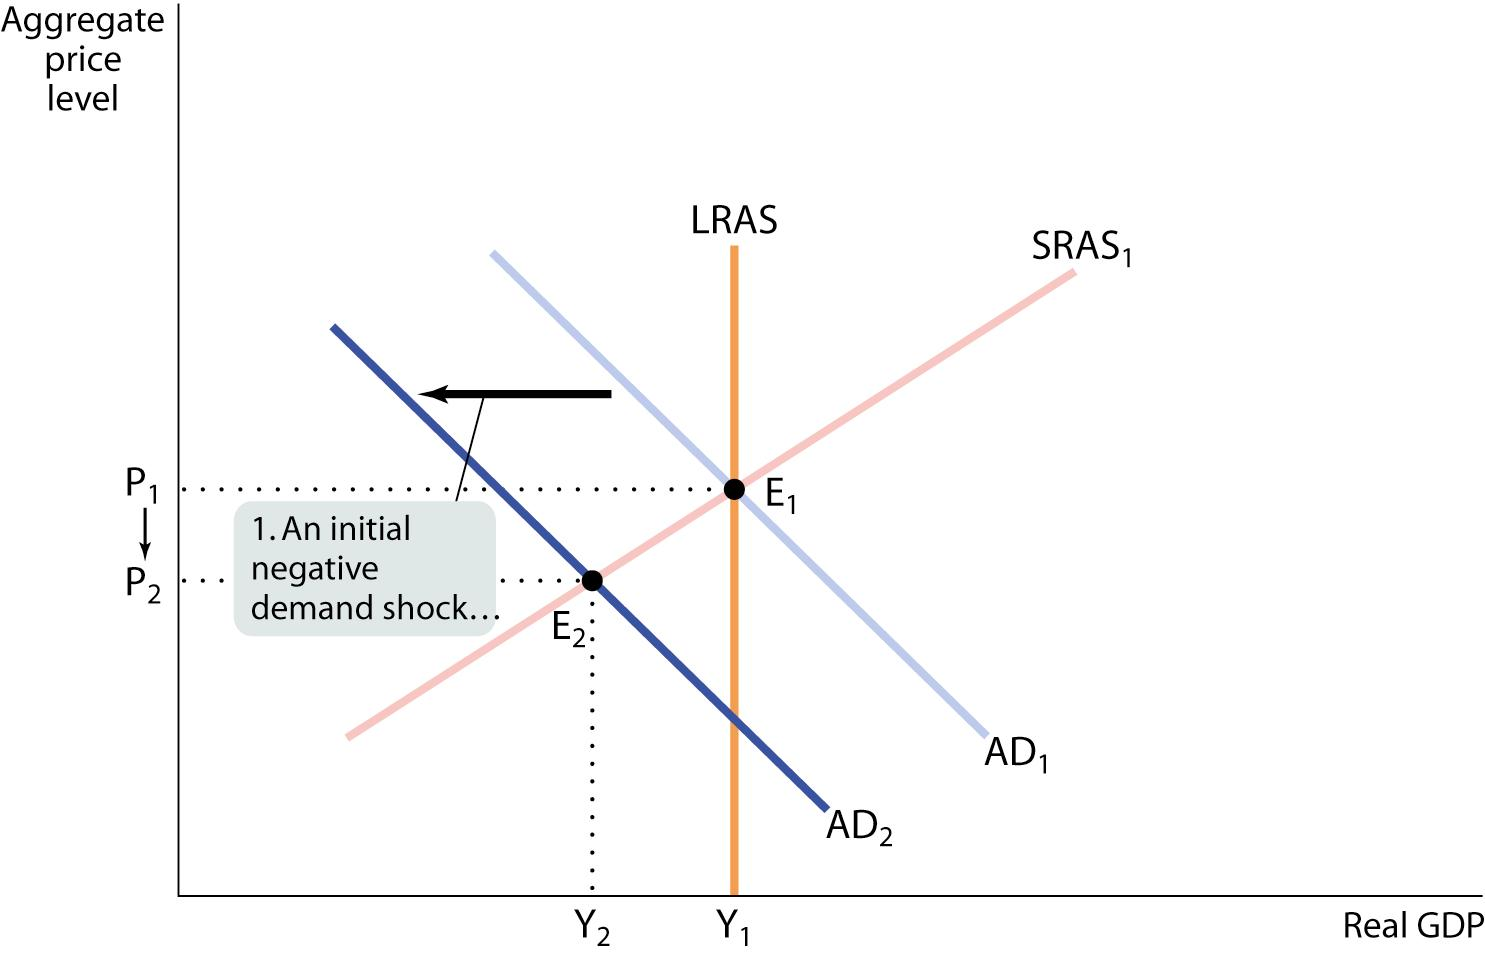 Aggregate
price
level
LRAS
SRAS₁
P₁
E₁
1. An initial
negative
demand shock…
P₂
E₂
AD₁
AD₂
Y₂
Y₁
Real GDP